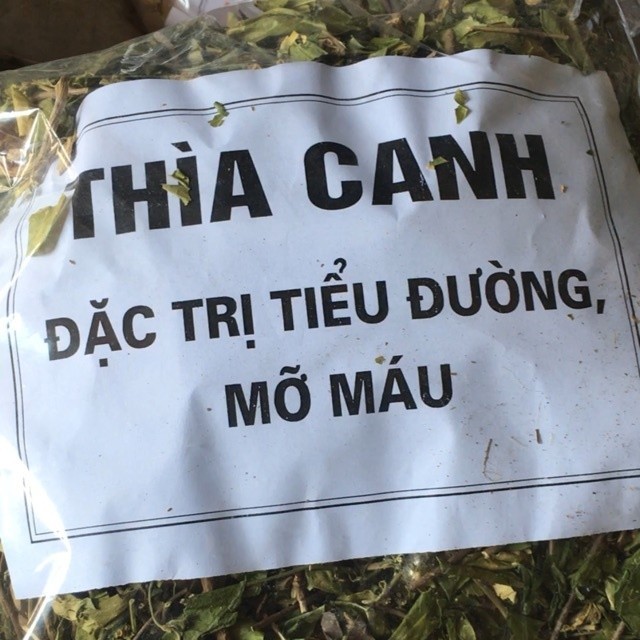 THÌA CANH
ĐẶC TRỊ TIỂU ĐƯỜNG,
MỠ MÁU